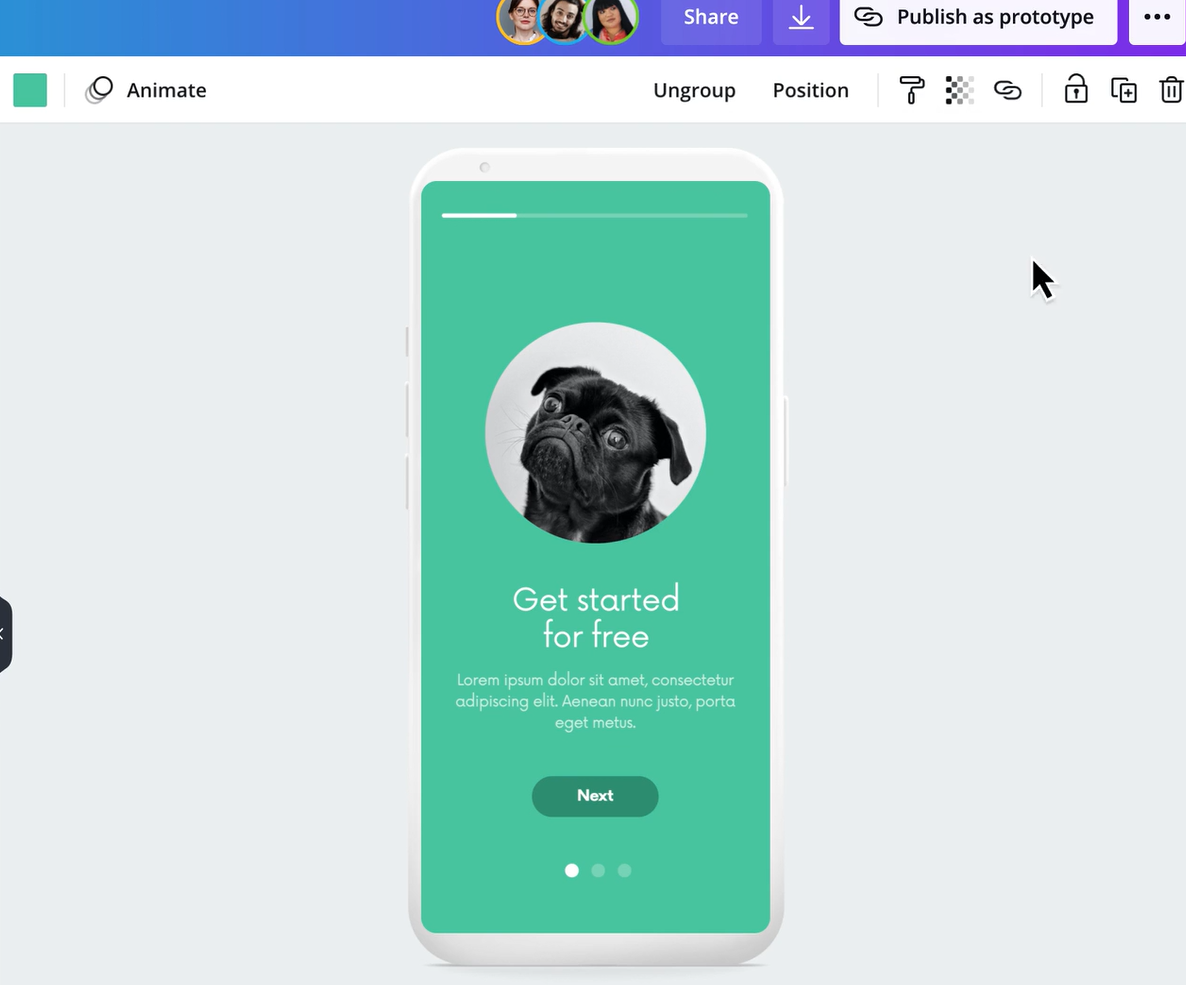 Share
Publish as prototype
Animate
Ungroup
Position
Get started
for free
Lorem ipsum dolor sit amet, consectetur
adipiscing elit. Aenean nunc justo, porta
eget metus.
Next